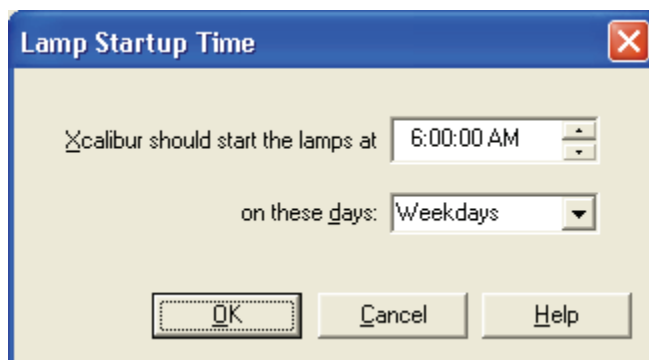 Lamp Startup Time
Xcalibur should start the lamps at 6:00:00 AM
on these days: Weekdays
OK Cancel Help